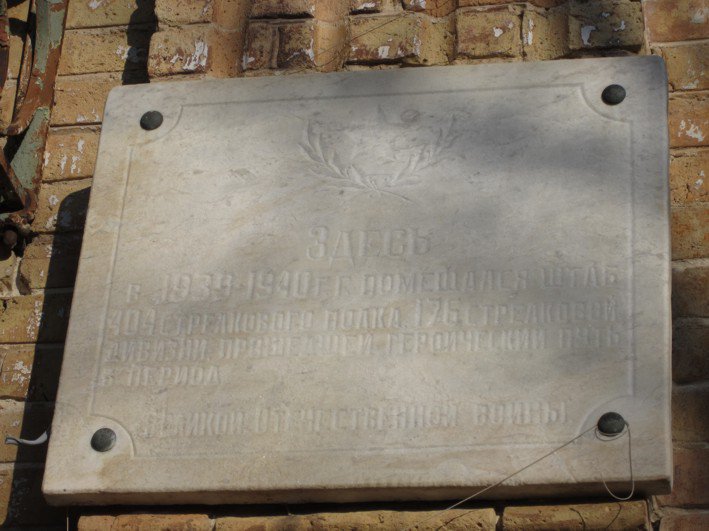 ЗДЕСЬ
В 1939-1940 Г.Г. ПОМЕЩАЛСЯ ШТАБ
404 СТРЕЛКОВОГО ПОЛКА, 176 СТРЕЛКОВОЙ
ДИВИЗИИ, ПРОШЕДШЕЙ ГЕРОИЧЕСКИЙ ПУТЬ
В ПЕРИОД
ВЕЛИКОЙ ОТЕЧЕСТВЕННОЙ ВОЙНЫ.